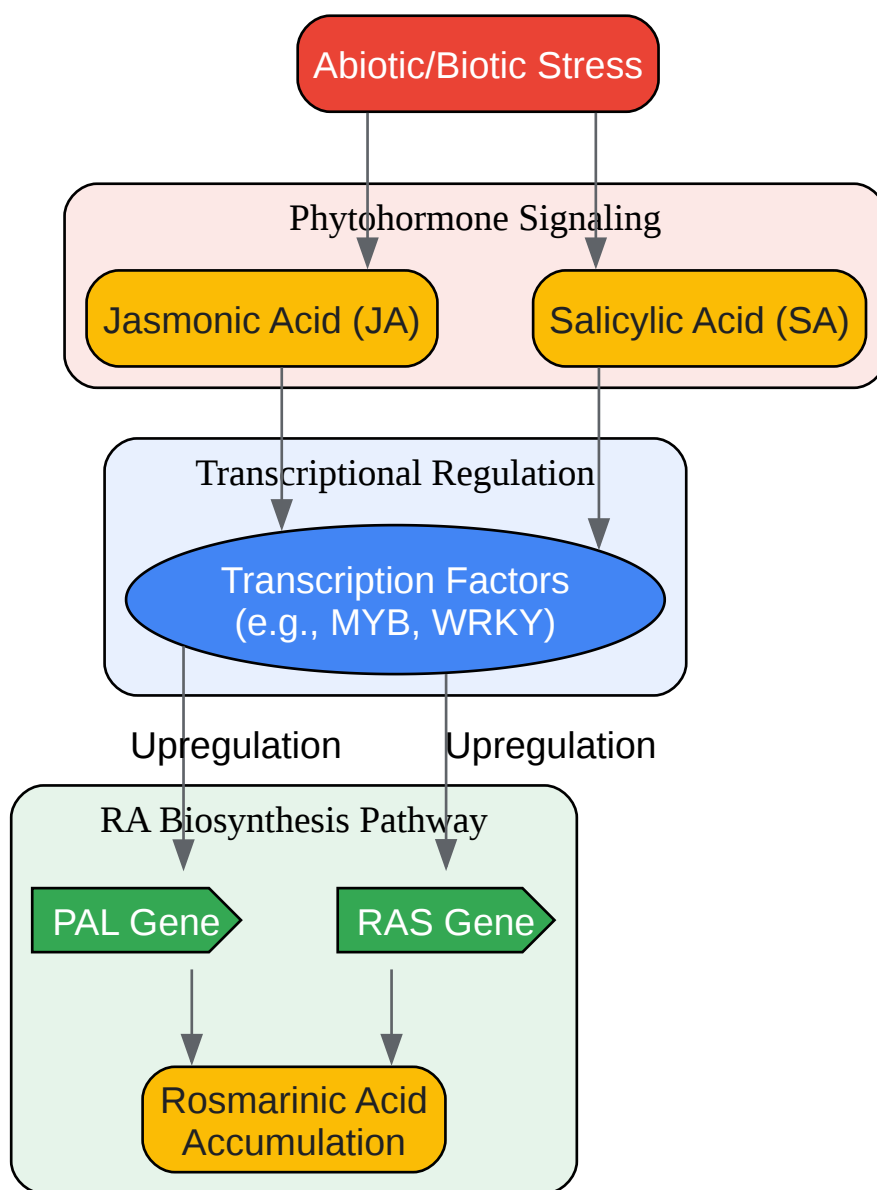 Abiotic/Biotic Stress
Phytohormone Signaling
Jasmonic Acid (JA)
Salicylic Acid (SA)
Transcriptional Regulation
Transcription Factors
(e.g., MYB, WRKY)
Upregulation
Upregulation
RA Biosynthesis Pathway
PAL Gene
RAS Gene
Rosmarinic Acid
Accumulation